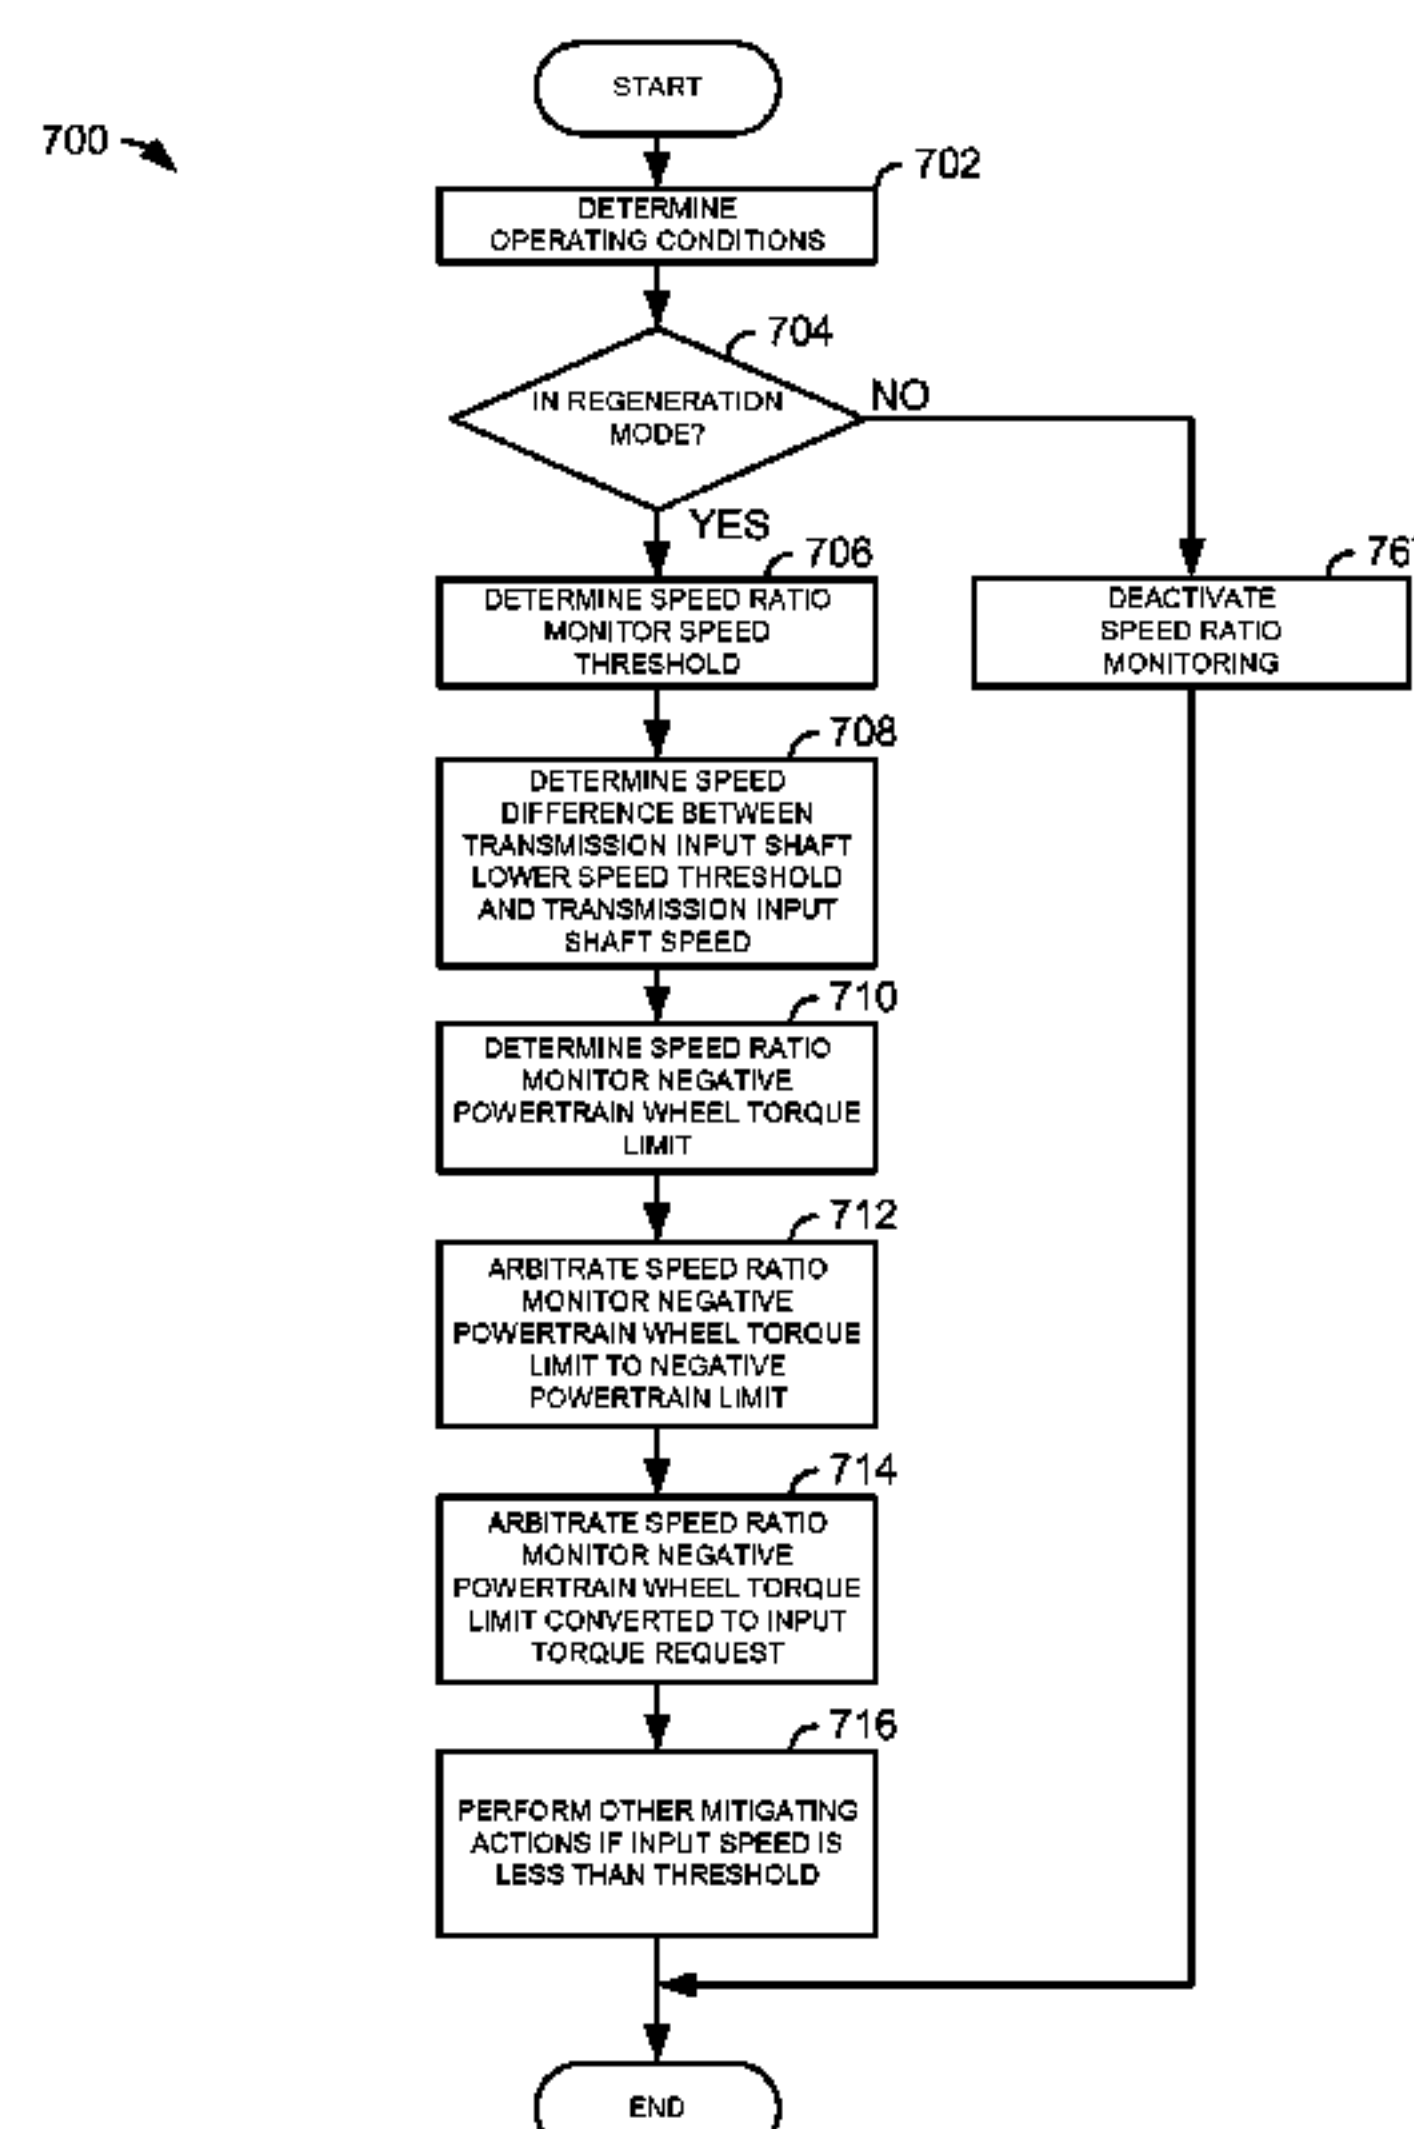 START
700
702
DETERMINE
OPERATING CONDITIONS
704
IN REGENERATION
MODE?
NO
YES
706
DETERMINE SPEED RATIO
MONITOR SPEED
THRESHOLD
DEACTIVATE
SPEED RATIO
MONITORING
708
DETERMINE SPEED
DIFFERENCE BETWEEN
TRANSMISSION INPUT SHAFT
LOWER SPEED THRESHOLD
AND TRANSMISSION INPUT
SHAFT SPEED
710
DETERMINE SPEED RATIO
MONITOR NEGATIVE
POWERTRAIN WHEEL TORQUE
LIMIT
712
ARBITRATE SPEED RATIO
MONITOR NEGATIVE
POWERTRAIN WHEEL TORQUE
LIMIT TO NEGATIVE
POWERTRAIN LIMIT
714
ARBITRATE SPEED RATIO
MONITOR NEGATIVE
POWERTRAIN WHEEL TORQUE
LIMIT CONVERTED TO INPUT
TORQUE REQUEST
716
PERFORM OTHER MITIGATING
ACTIONS IF INPUT SPEED IS
LESS THAN THRESHOLD
END